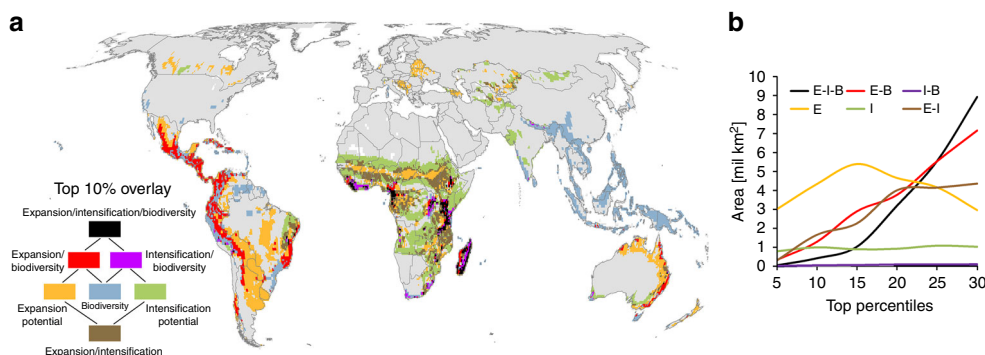 a
Top 10% overlay
Expansion/intensification/biodiversity
Expansion/
biodiversity
Intensification/
biodiversity
Expansion
potential
Biodiversity
Intensification
potential
Expansion/intensification
b
10
9
8
7
6
5
4
3
2
1
0
Area [mil km²]
E-I-B
E-B
I-B
E
I
E-I
5
10
15
20
25
30
Top percentiles